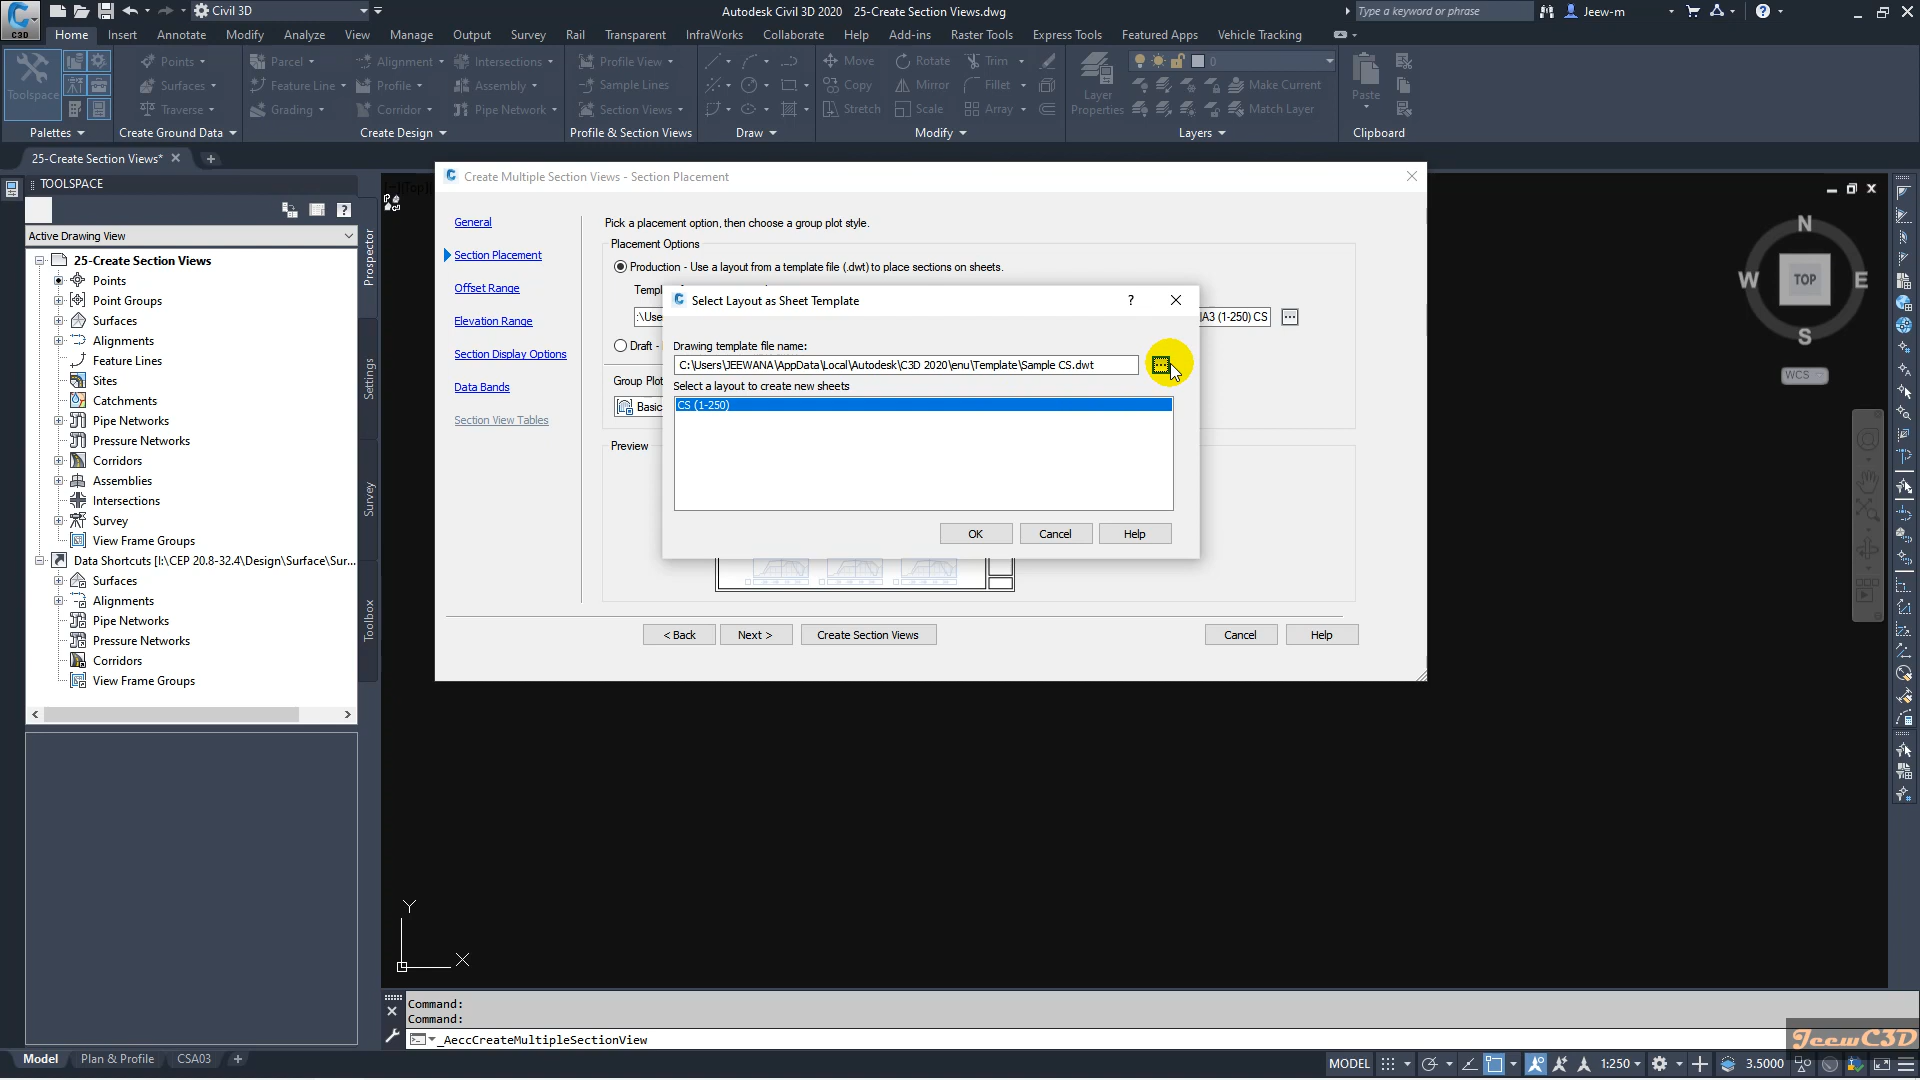 Civil 3D
Autodesk Civil 3D 2020 25-Create Section Views.dwg
Type a keyword or phrase
Jeew-m
C3D
Home Insert Annotate Modify Analyze View Manage Output Survey Rail Transparent InfraWorks Collaborate Help Add-ins Raster Tools Express Tools Featured Apps Vehicle Tracking
Toolspace
Points
Surfaces
Traverse
Parcel
Feature Line
Grading
Alignment
Profile
Corridor
Intersections
Assembly
Pipe Network
Profile View
Sample Lines
Section Views
Move
Copy
Stretch
Rotate
Mirror
Scale
Trim
Fillet
Array
Layer
Properties
0
Make Current
Match Layer
Paste
Palettes
Create Ground Data
Create Design
Profile & Section Views
Draw
Modify
Layers
Clipboard
25-Create Section Views*
TOOLSPACE
Active Drawing View
25-Create Section Views
Points
Point Groups
Surfaces
Alignments
Feature Lines
Sites
Catchments
Pipe Networks
Pressure Networks
Corridors
Assemblies
Intersections
Survey
View Frame Groups
Data Shortcuts [I:\CEP 20.8-32.4\Design\Surface\Sur...
Surfaces
Alignments
Pipe Networks
Pressure Networks
Corridors
View Frame Groups
Prospector
Settings
Survey
Toolbox
Create Multiple Section Views - Section Placement
General
Section Placement
Offset Range
Elevation Range
Section Display Options
Data Bands
Section View Tables
Pick a placement option, then choose a group plot style.
Placement Options
Production - Use a layout from a template file (.dwt) to place sections on sheets.
Templ
:\Use
A3 (1-250) CS
Draft -
Group Plot
Basic
Preview
Select Layout as Sheet Template
?
Drawing template file name:
C:\Users\JEEWANA\AppData\Local\Autodesk\C3D 2020\enu\Template\Sample CS.dwt
Select a layout to create new sheets
CS (1-250)
OK Cancel Help
< Back Next > Create Section Views Cancel Help
N
W TOP E
S
WCS
Y
X
Command:
Command:
_AeccCreateMultipleSectionView
JeewC3D
Model Plan & Profile CSA03
MODEL 1:250 3.5000